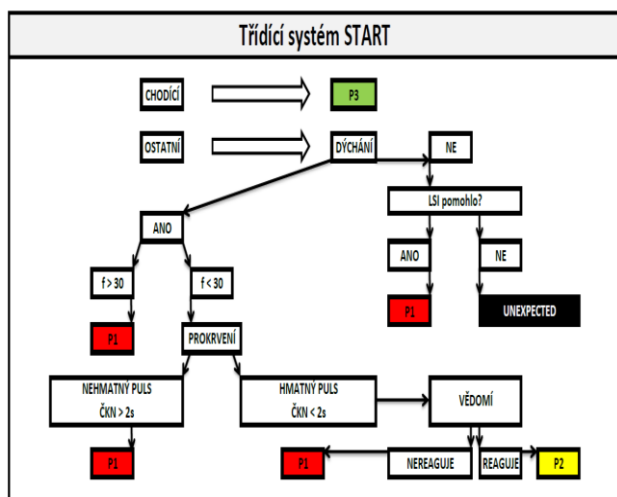 Třídící systém START
CHODÍCÍ
P3
OSTATNÍ
DÝCHÁNÍ
NE
LSI pomohlo?
ANO
ANO
NE
f > 30
f < 30
P1
UNEXPECTED
P1
PROKRVENÍ
NEHMATNÝ PULS
ČKN > 2s
HMATNÝ PULS
ČKN < 2s
VĚDOMÍ
P1
P1
NEREAGUJE
REAGUJE
P2